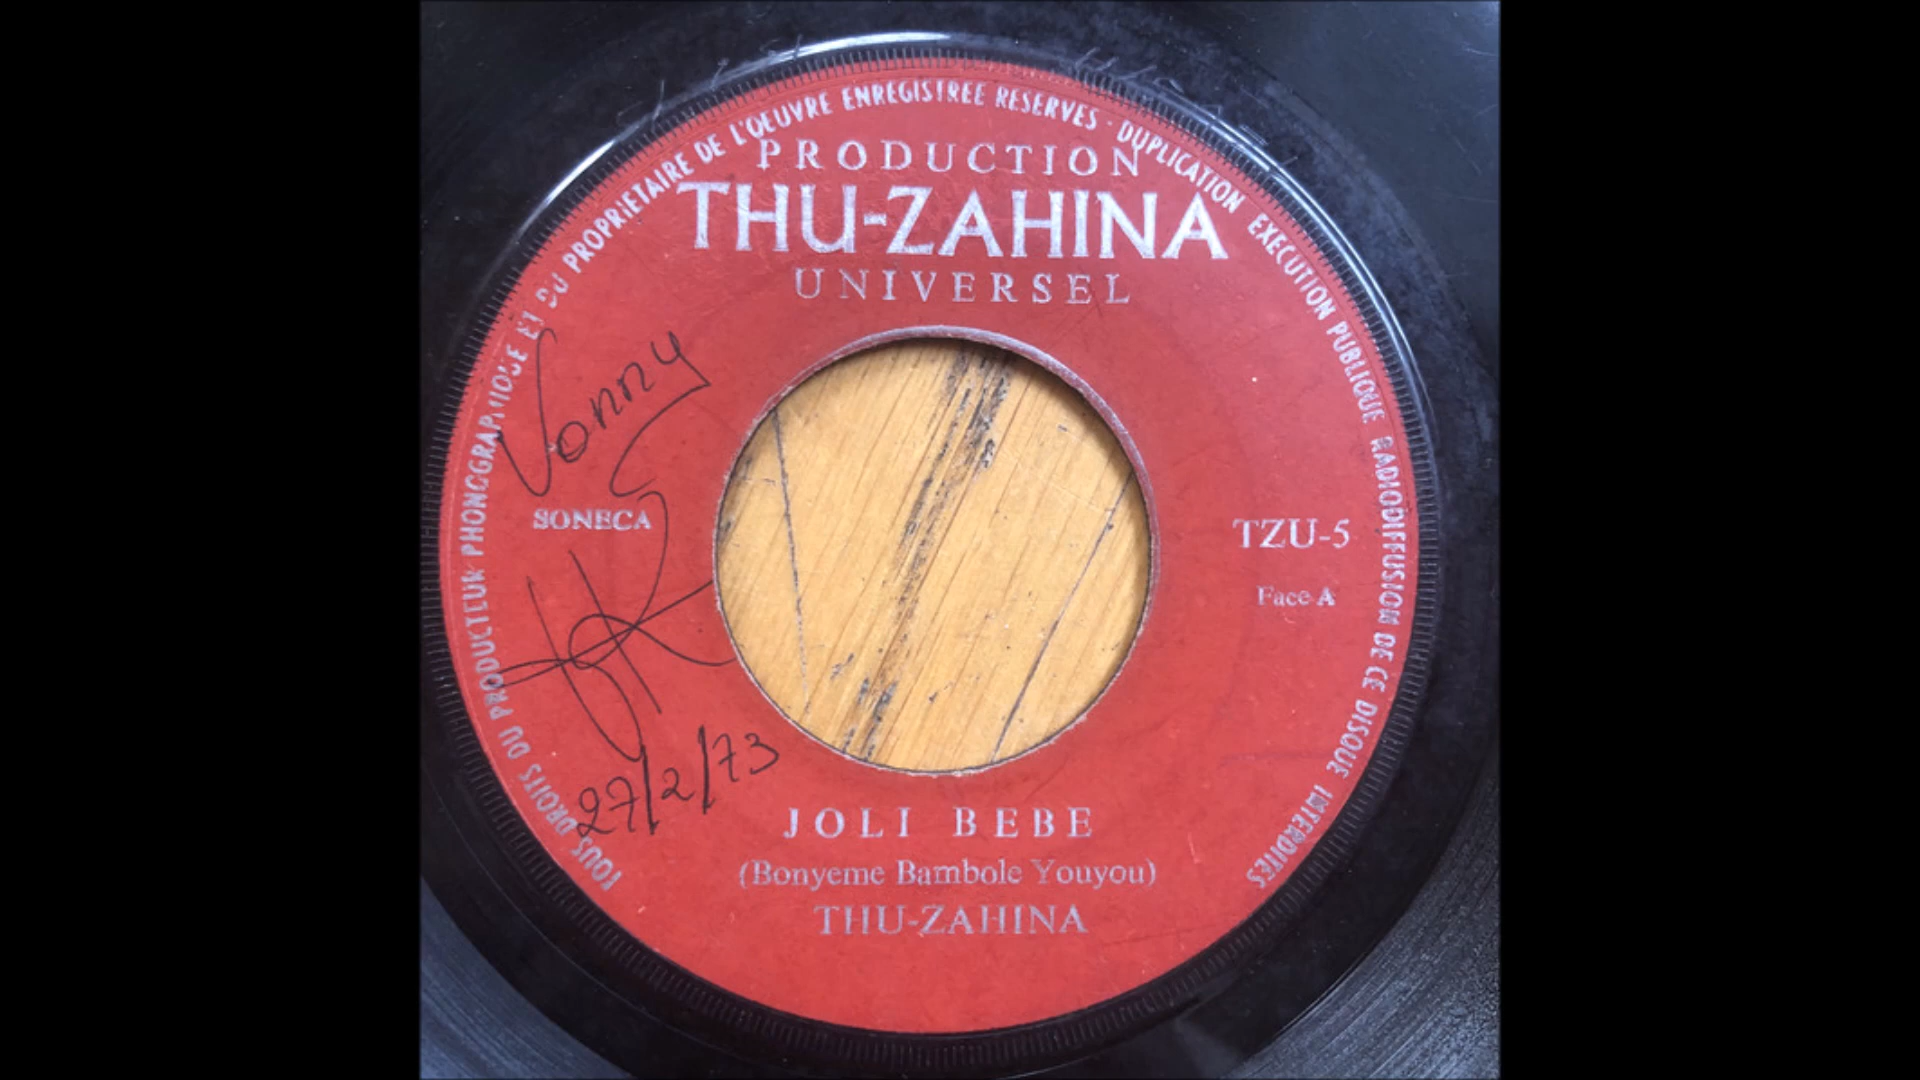 TOUS DROITS DU PRODUCTEUR PHONOGRAPHIQUE ET DU PROPRIETAIRE DE L'OEUVRE ENREGISTREE RESERVES - DUPLICATION EXECUTION PUBLIQUE RADIODIFFUSION DE CE DISQUE INTERDITES
PRODUCTION
THU-ZAHINA
UNIVERSEL
Vonny
SONECA
TZU-5
Face A
27/2/73
JOLI BEBE
(Bonyeme Bambole Youyou)
THU-ZAHINA